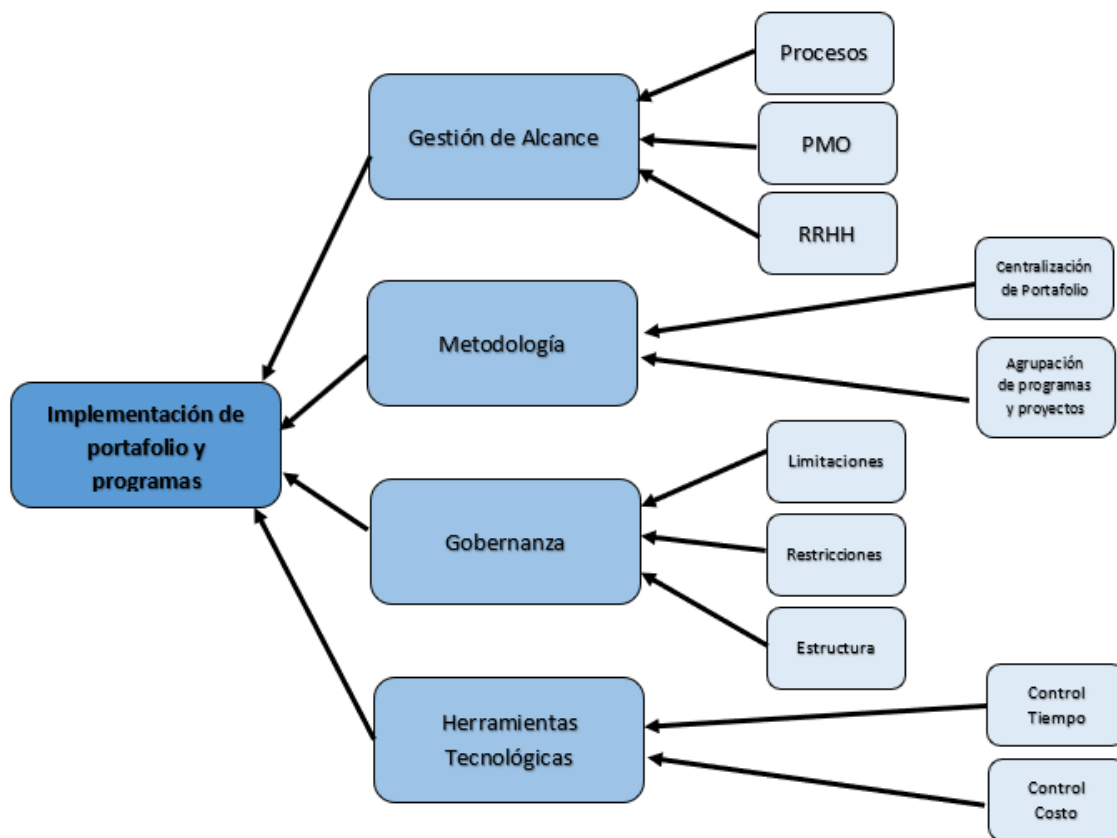 Procesos
Gestión de Alcance
PMO
RRHH
Centralización
de Portafolio
Metodología
Agrupación
de programas
y proyectos
Implementación de
portafolio y
programas
Limitaciones
Gobernanza
Restricciones
Estructura
Herramientas
Tecnológicas
Control
Tiempo
Control
Costo